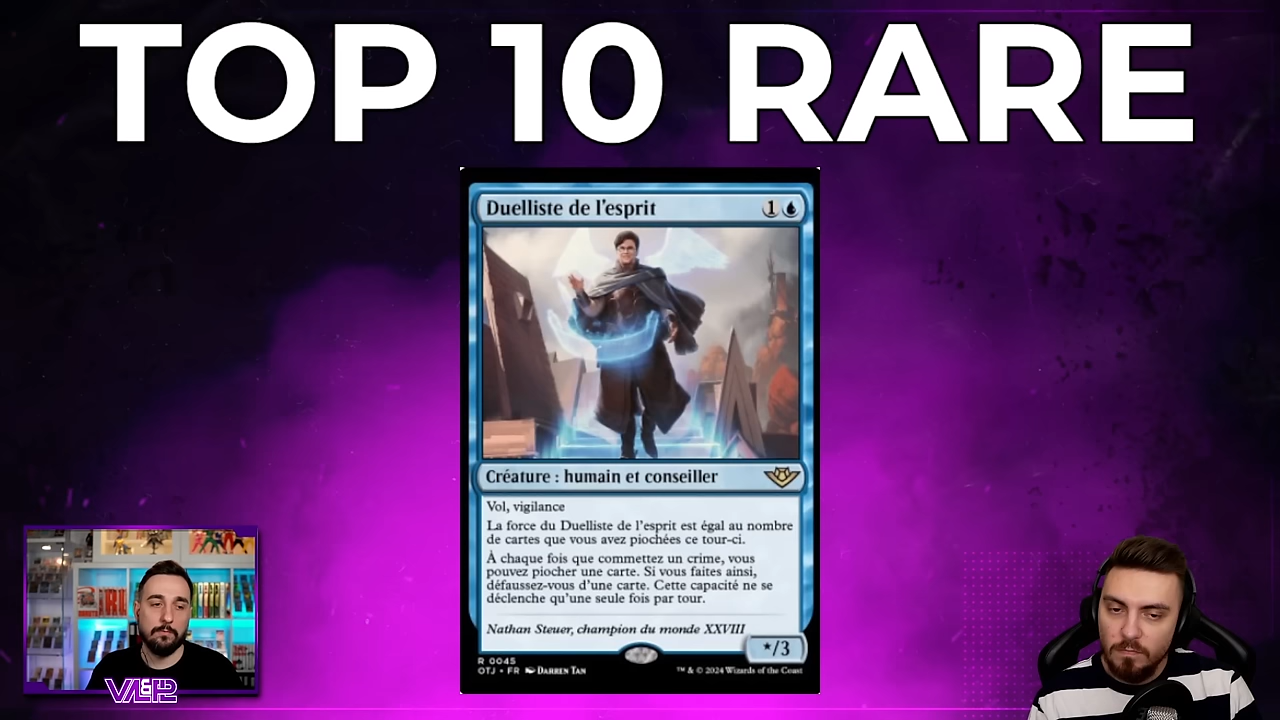 TOP 10 RARE
Duelliste de l'esprit 1
Créature : humain et conseiller
Vol, vigilance
La force du Duelliste de l'esprit est égal au nombre
de cartes que vous avez piochées ce tour-ci.
À chaque fois que commettez un crime, vous
pouvez piocher une carte. Si vous faites ainsi,
défaussez-vous d'une carte. Cette capacité ne se
déclenche qu'une seule fois par tour.
Nathan Steuer, champion du monde XXVIII
*/3
R 0045
OTJ • FR DARREN TAN
™ & © 2024 Wizards of the Coast